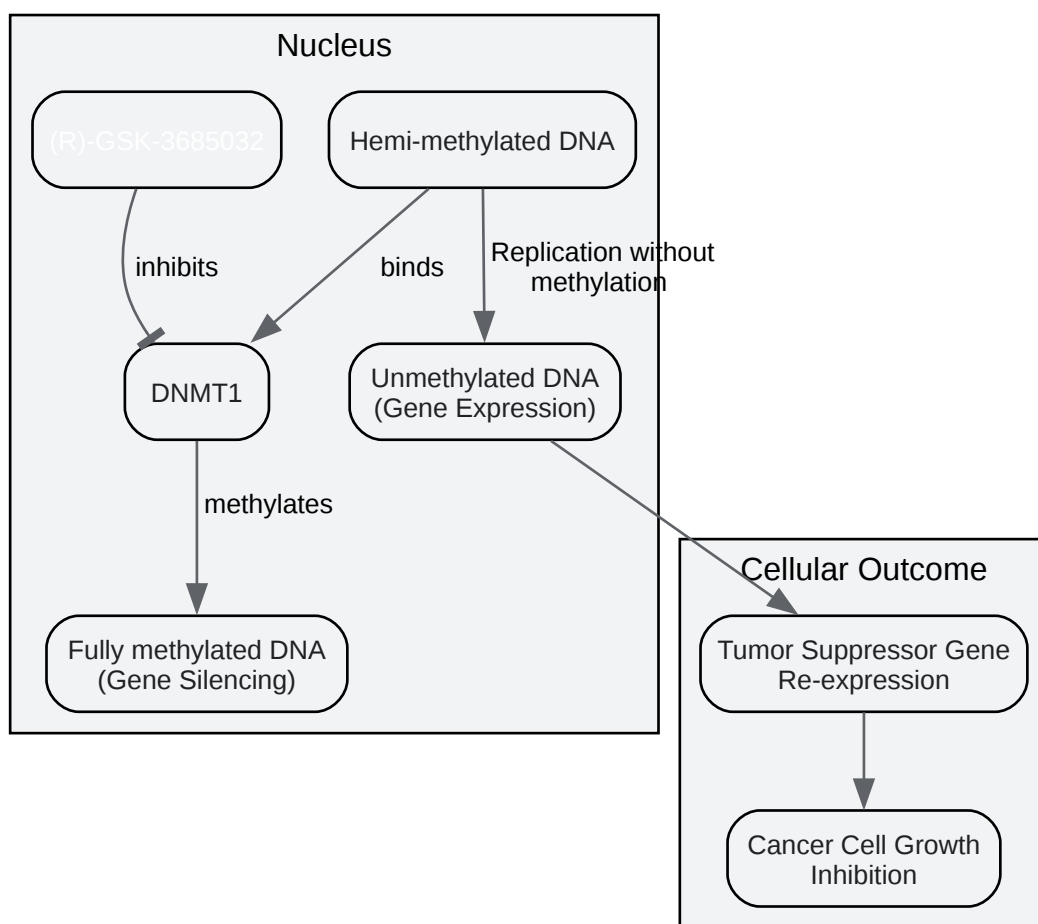 Nucleus
(R)-GSK-3685032
Hemi-methylated DNA
inhibits
binds
Replication without
methylation
DNMT1
Unmethylated DNA
(Gene Expression)
methylates
Cellular Outcome
Fully methylated DNA
(Gene Silencing)
Tumor Suppressor Gene
Re-expression
Cancer Cell Growth
Inhibition